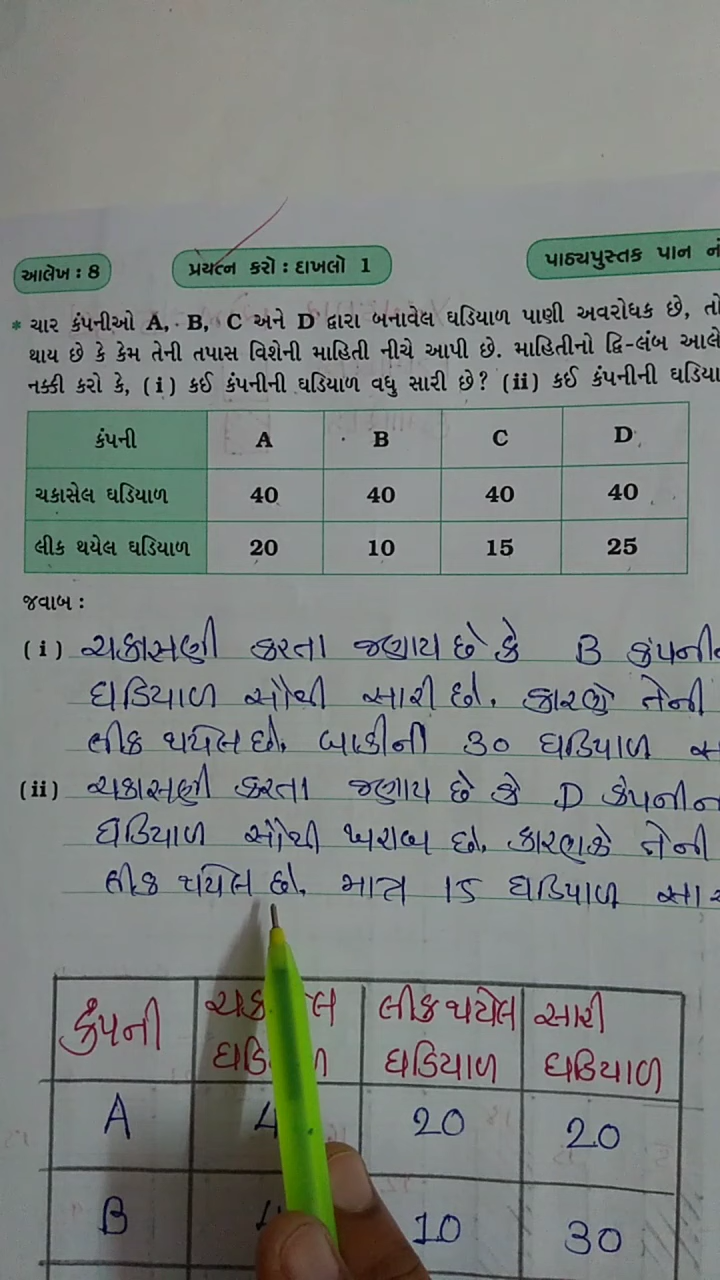 આલેખ : 8 પ્રયત્ન કરો : દાખલો 1 પાઠ્યપુસ્તક પાન નં
* ચાર કંપનીઓ A, B, C અને D દ્વારા બનાવેલ ઘડિયાળ પાણી અવરોધક છે, તો
થાય છે કે કેમ તેની તપાસ વિશેની માહિતી નીચે આપી છે. માહિતીનો દ્વિ-લંબ આલે
નક્કી કરો કે, (i) કઈ કંપનીની ઘડિયાળ વધુ સારી છે? (ii) કઈ કંપનીની ઘડિયા
કંપની A B C D
ચકાસેલ ઘડિયાળ 40 40 40 40
લીક થયેલ ઘડિયાળ 20 10 15 25
જવાબ :
(i) ચકાસણી કરતા જણાય છે કે B કંપનીન
ઘડિયાળ સૌથી સારી છે. કારણકે તેની
લીક થયેલ છે. બાકીની 30 ઘડિયાળ સા
(ii) ચકાસણી કરતા જણાય છે કે D કંપનીન
ઘડિયાળ સૌથી ખરાબ છે. કારણકે તેની
લીક થયેલ છે. માત્ર 15 ઘડિયાળ સાર
કંપની લીક થયેલ સારી
ઘડિયાળ ઘડિયાળ
A 20 20
B 10 30